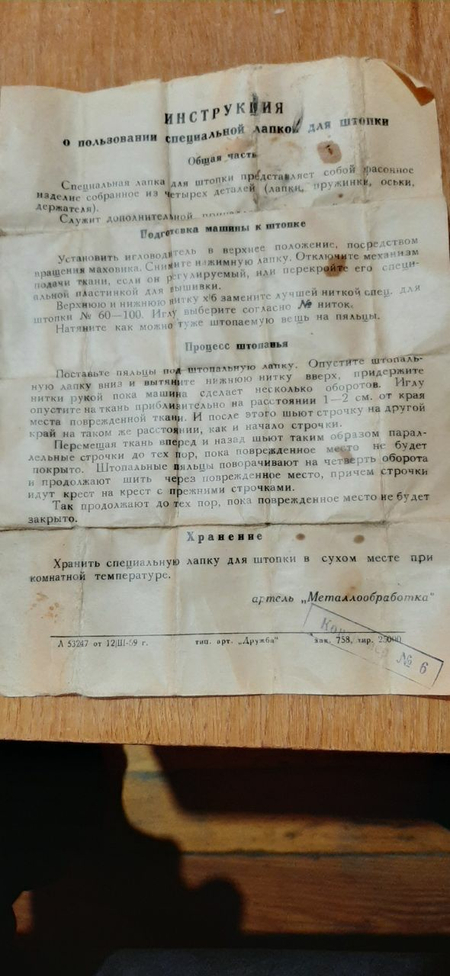 ИНСТРУКЦИЯ
о пользовании специальной лапкой для штопки
Общая часть
Специальная лапка для штопки представляет собой фасонное
изделие собранное из четырех деталей (лапки, пружинки, оськи,
держателя).
Служит дополнительной
Подготовка машины к штопке
Установить игловодитель в верхнее положение, посредством
вращения маховика. Снимите нажимную лапку. Отключите механизм
подачи ткани, если он регулируемый, или перекройте его специ-
альной пластинкой для вышивки.
Верхнюю и нижнюю нитку х/б замените лучшей ниткой спец. для
штопки № 60—100. Иглу выберите согласно № ниток.
Натяните как можно туже штопаемую вещь на пяльцы.
Процесс штопанья
Поставьте пяльцы под штопальную лапку. Опустите штопаль-
ную лапку вниз и вытяните нижнюю нитку вверх, придержите
нитки рукой пока машина сделает несколько оборотов. Иглу
опустите на ткань приблизительно на расстоянии 1—2 см. от края
места поврежденной ткани. И после этого шьют строчку на другой
край на таком же расстоянии, как и начало строчки.
Перемещая ткань вперед и назад шьют таким образом парал-
лельные строчки до тех пор, пока поврежденное место не будет
покрыто. Штопальные пяльцы поворачивают на четверть оборота
и продолжают шить через поврежденное место, причем строчки
идут крест на крест с прежними строчками.
Так продолжают до тех пор, пока поврежденное место не будет
закрыто.
Хранение
Хранить специальную лапку для штопки в сухом месте при
комнатной температуре.
артель „Металлообработка"
Л 53247 от 12/III-59 г. тип. арт. „Дружба" зак. 758, тир.
№ 6